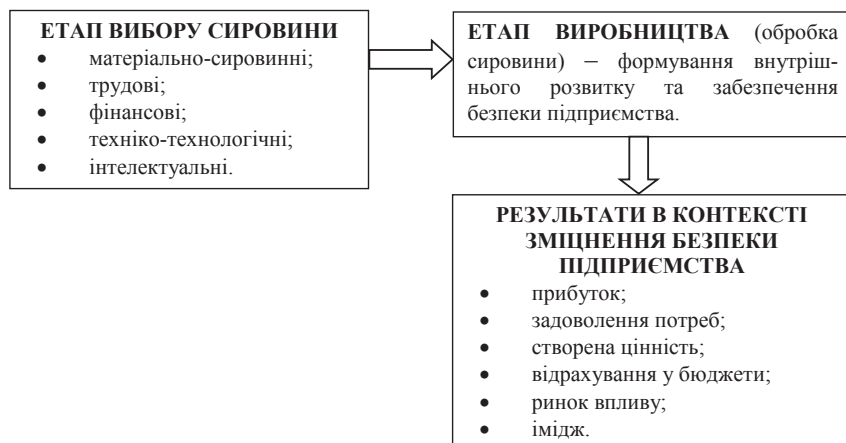 ЕТАП ВИБОРУ СИРОВИНИ
• матеріально-сировинні;
• трудові;
• фінансові;
• техніко-технологічні;
• інтелектуальні.
ЕТАП ВИРОБНИЦТВА (обробка
сировини) – формування внутріш-
нього розвитку та забезпечення
безпеки підприємства.
РЕЗУЛЬТАТИ В КОНТЕКСТІ
ЗМІЦНЕННЯ БЕЗПЕКИ
ПІДПРИЄМСТВА
• прибуток;
• задоволення потреб;
• створена цінність;
• відрахування у бюджети;
• ринок впливу;
• імідж.